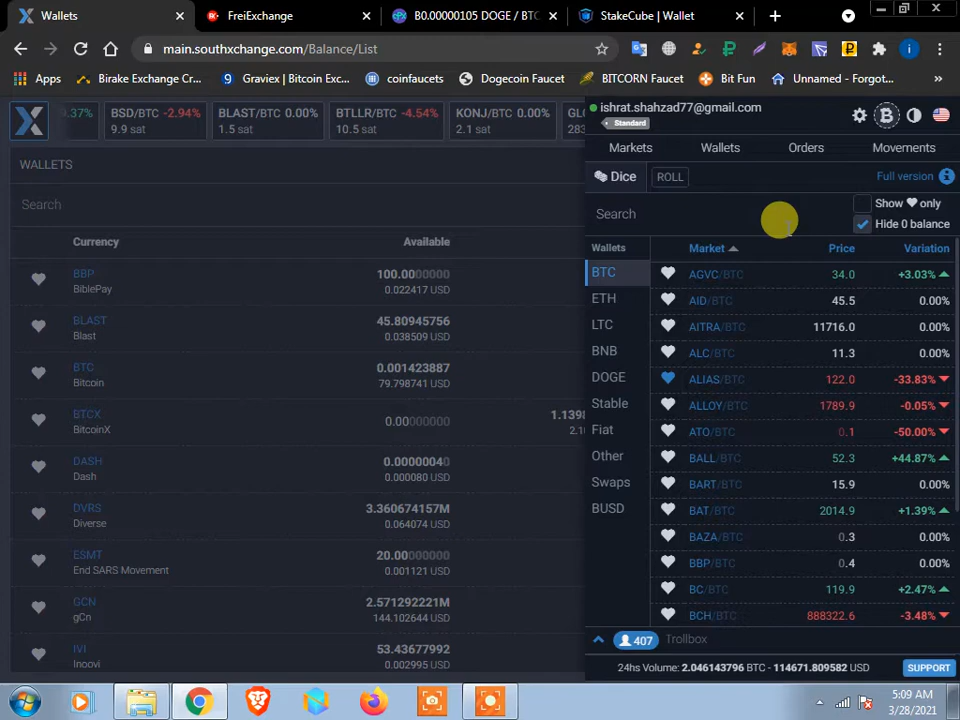 Wallets
FreiExchange
B0.00000105 DOGE / BTC
StakeCube | Wallet
main.southxchange.com/Balance/List
Apps
Birake Exchange Cr...
Graviex | Bitcoin Exc...
coinfaucets
Dogecoin Faucet
BITCORN Faucet
Bit Fun
Unnamed - Forgot...
»
.37%
BSD/BTC -2.94%
9.9 sat
BLAST/BTC 0.00%
1.5 sat
BTLLR/BTC -4.54%
10.5 sat
KONJ/BTC 0.00%
2.1 sat
GL
283
WALLETS
Search
Currency Available
BBP 100.00000000
BiblePay 0.022417 USD
BLAST 45.80945756
Blast 0.038509 USD
BTC 0.001423887
Bitcoin 79.798741 USD
BTCX 0.00000000 1.1398
BitcoinX 2.1
DASH 0.00000040
Dash 0.000080 USD
DVRS 3.360674157M
Diverse 0.064074 USD
ESMT 20.00000000
End SARS Movement 0.001121 USD
GCN 2.571292221M
gCn 144.102644 USD
IVI 53.43677992
Inoovi 0.002995 USD
ishrat.shahzad77@gmail.com
Standard
Markets Wallets Orders Movements
Dice ROLL Full version
Search
Show only
Hide 0 balance
Wallets
BTC
ETH
LTC
BNB
DOGE
Stable
Fiat
Other
Swaps
BUSD
Market Price Variation
AGVC/BTC 34.0 +3.03%
AID/BTC 45.5 0.00%
AITRA/BTC 11716.0 0.00%
ALC/BTC 11.3 0.00%
ALIAS/BTC 122.0 -33.83%
ALLOY/BTC 1789.9 -0.05%
ATO/BTC 0.1 -50.00%
BALL/BTC 52.3 +44.87%
BART/BTC 15.9 0.00%
BAT/BTC 2014.9 +1.39%
BAZA/BTC 0.3 0.00%
BBP/BTC 0.4 0.00%
BC/BTC 119.9 +2.47%
BCH/BTC 888322.6 -3.48%
407 Trollbox
24hs Volume: 2.046143796 BTC - 114671.809582 USD
SUPPORT
5:09 AM
3/28/2021